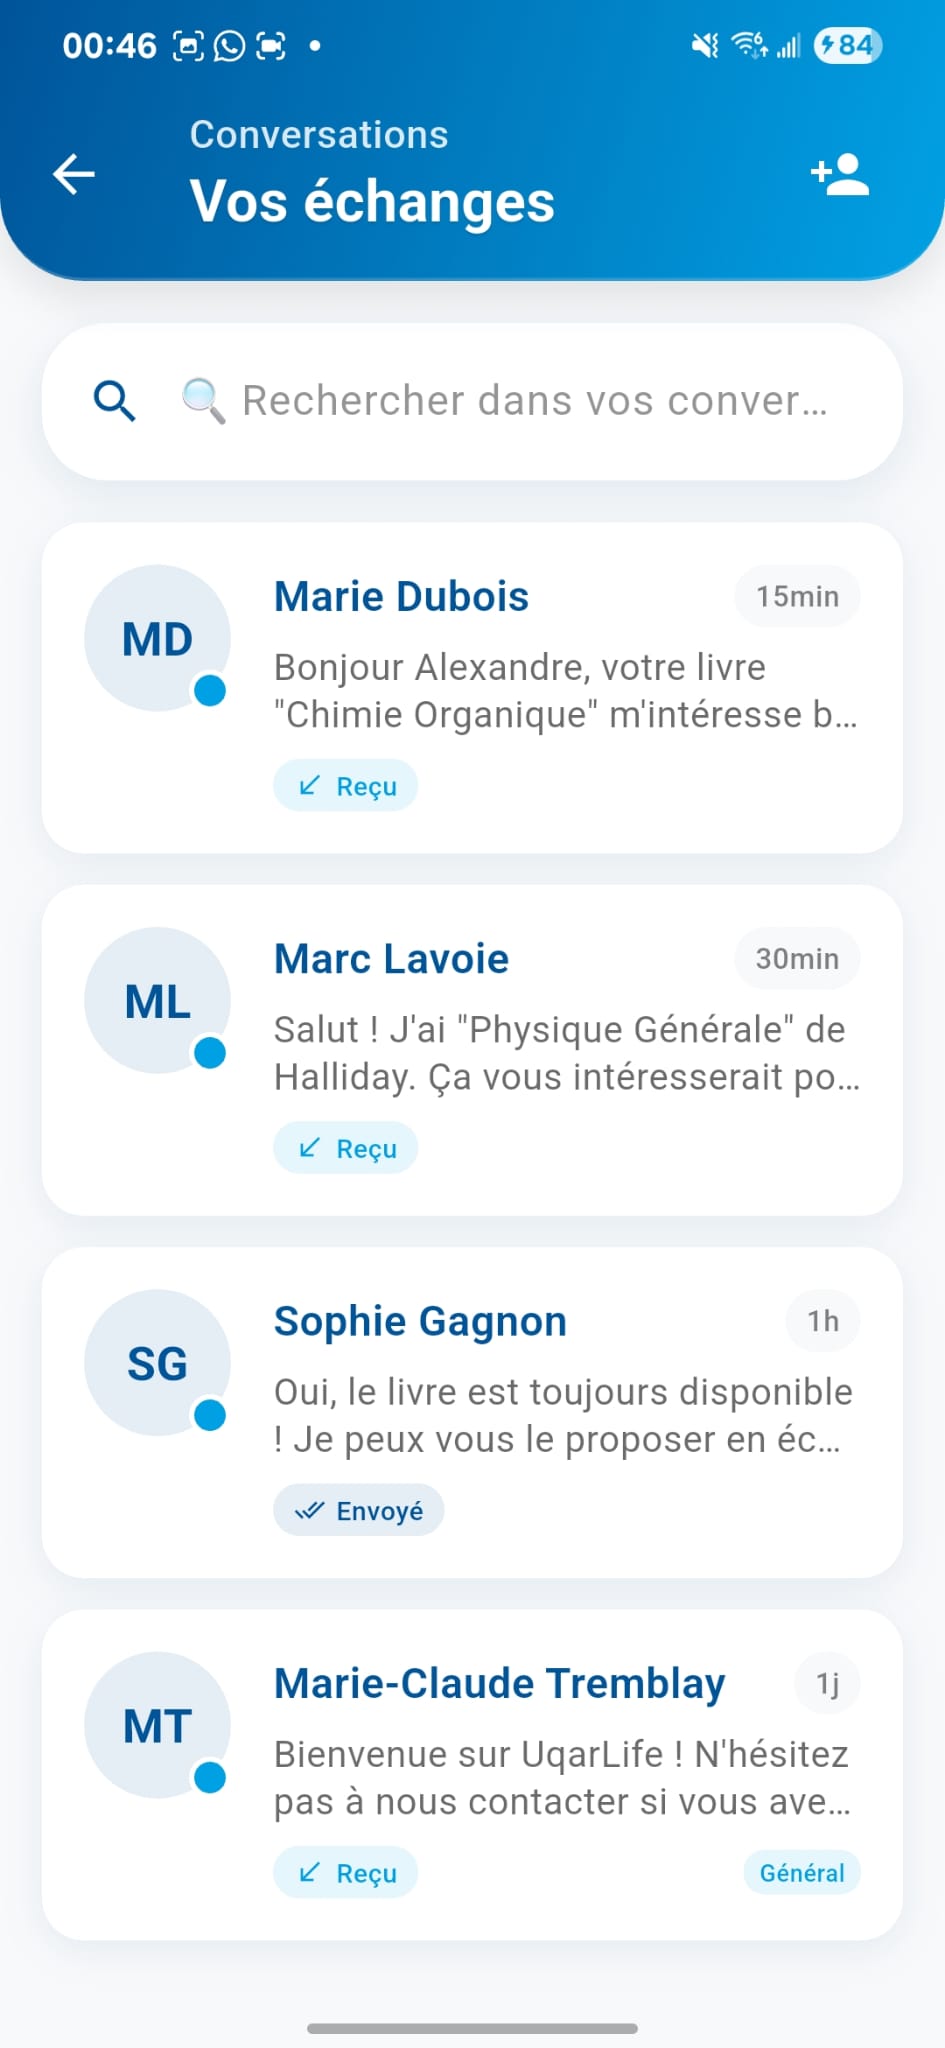 00:46
84
Conversations
Vos échanges
🔍 Rechercher dans vos conver…
Marie Dubois
15min
MD
Bonjour Alexandre, votre livre
"Chimie Organique" m'intéresse b…
Reçu
Marc Lavoie
30min
ML
Salut ! J'ai "Physique Générale" de
Halliday. Ça vous intéresserait po…
Reçu
Sophie Gagnon
1h
SG
Oui, le livre est toujours disponible
! Je peux vous le proposer en éc…
Envoyé
Marie-Claude Tremblay
1j
MT
Bienvenue sur UqarLife ! N'hésitez
pas à nous contacter si vous ave…
Reçu
Général